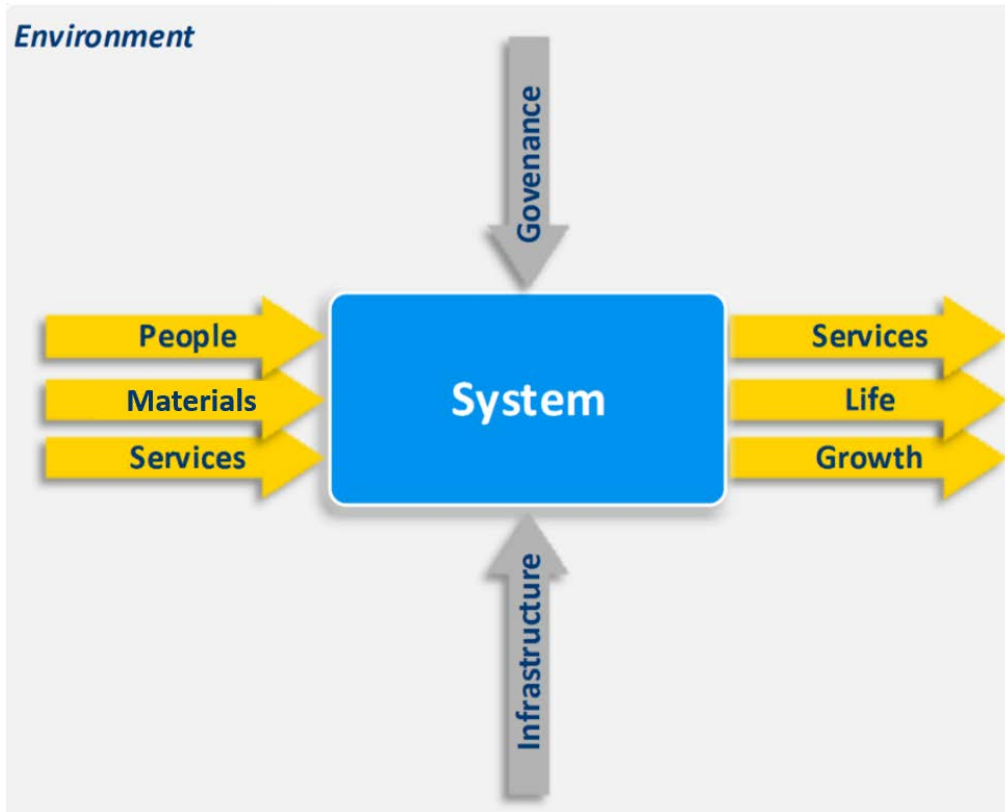 Environment
Govenance
People
Materials
Services
System
Services
Life
Growth
Infrastructure